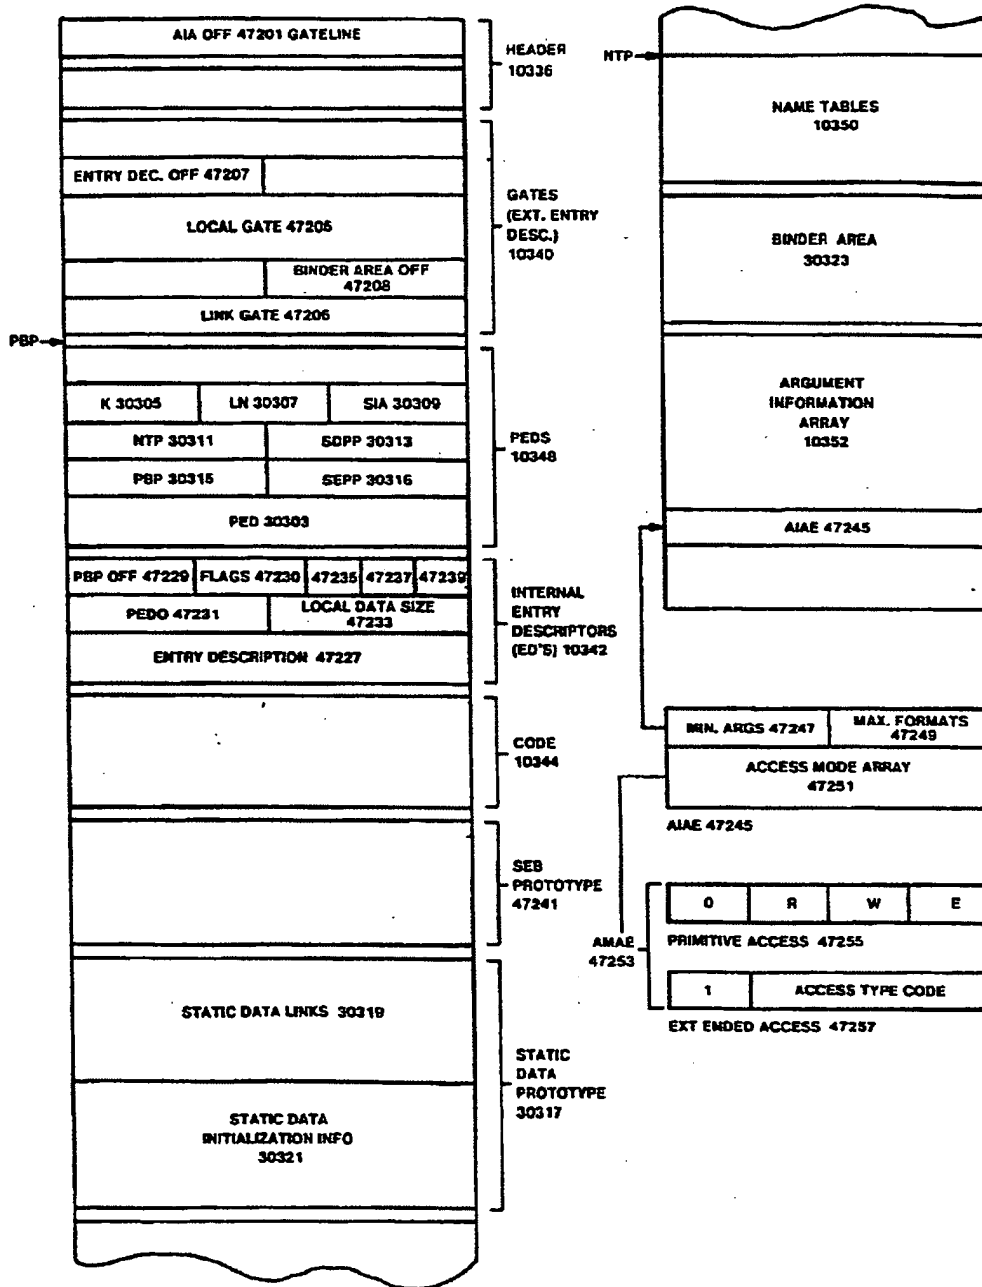 AIA OFF 47201 GATELINE
HEADER
10336
ENTRY DEC. OFF 47207
LOCAL GATE 47205
BINDER AREA OFF
47208
LINK GATE 47206
GATES
(EXT. ENTRY
DESC.)
10340
PBP
K 30305
LN 30307
SIA 30309
NTP 30311
SDPP 30313
PBP 30315
SEPP 30316
PED 30303
PEDS
10348
PBP OFF 47229
FLAGS 47230
47235
47237
47239
PEDO 47231
LOCAL DATA SIZE
47233
ENTRY DESCRIPTION 47227
INTERNAL
ENTRY
DESCRIPTORS
(ED'S) 10342
CODE
10344
SEB
PROTOTYPE
47241
STATIC DATA LINKS 30319
STATIC DATA
INITIALIZATION INFO
30321
STATIC
DATA
PROTOTYPE
30317
NTP
NAME TABLES
10350
BINDER AREA
30323
ARGUMENT
INFORMATION
ARRAY
10352
AIAE 47245
MIN. ARGS 47247
MAX. FORMATS
47249
ACCESS MODE ARRAY
47251
AIAE 47245
AMAE
47253
0
R
W
E
PRIMITIVE ACCESS 47255
1
ACCESS TYPE CODE
EXT ENDED ACCESS 47257